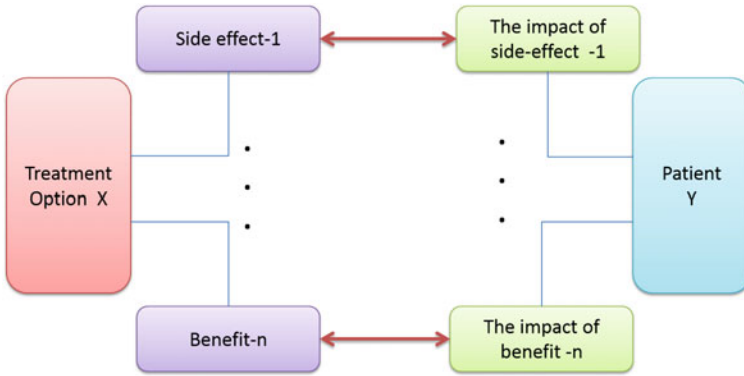 Side effect-1
The impact of
side-effect -1
Treatment
Option X
Patient
Y
Benefit-n
The impact of
benefit -n